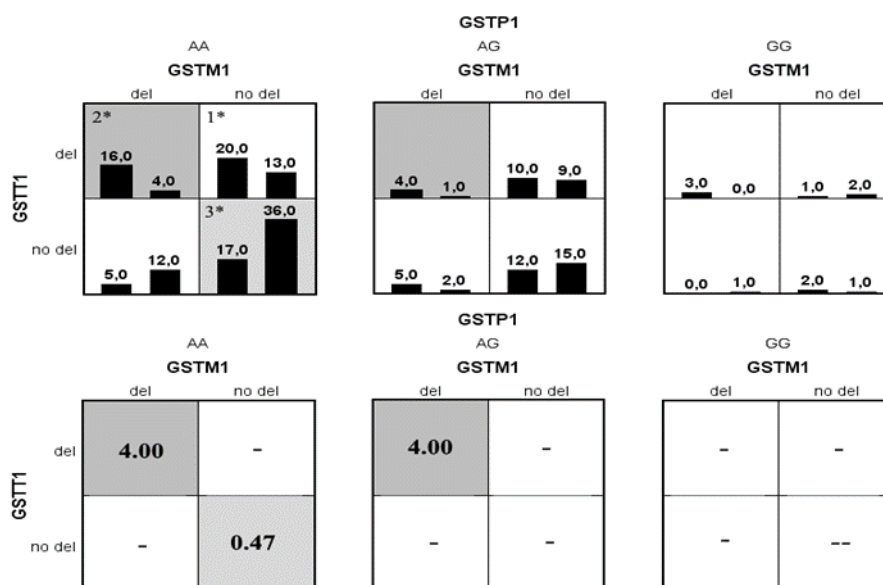 GSTP1
AA AG GG
GSTM1 GSTM1 GSTM1
del no del del no del del no del
2* 1*
del 16,0 4,0 20,0 13,0 4,0 1,0 10,0 9,0 3,0 0,0 1,0 2,0
GSTT1
3*
no del 5,0 12,0 17,0 36,0 5,0 2,0 12,0 15,0 0,0 1,0 2,0 1,0
GSTP1
AA AG GG
GSTM1 GSTM1 GSTM1
del no del del no del del no del
del 4.00 - 4.00 - - -
GSTT1
no del - 0.47 - - - --